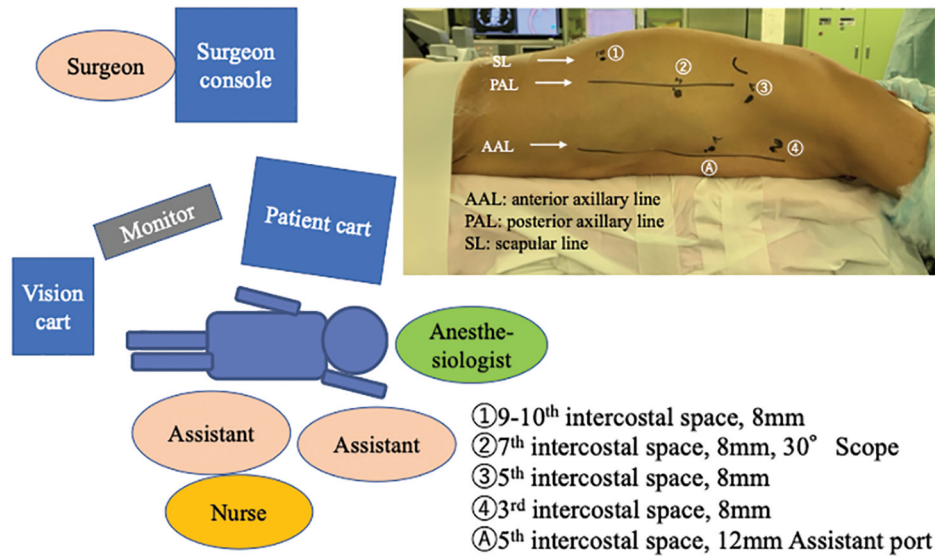 Surgeon
Surgeon
console
Monitor
Patient cart
Vision
cart
Anesthe-
siologist
Assistant
Assistant
Nurse
SL
PAL
AAL
①
②
③
④
Ⓐ
AAL: anterior axillary line
PAL: posterior axillary line
SL: scapular line
①9-10th intercostal space, 8mm
②7th intercostal space, 8mm, 30° Scope
③5th intercostal space, 8mm
④3rd intercostal space, 8mm
Ⓐ5th intercostal space, 12mm Assistant port